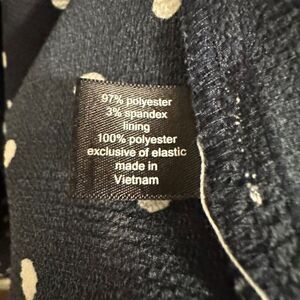 97% polyester
3% spandex
lining
100% polyester
exclusive of elastic
made in
Vietnam